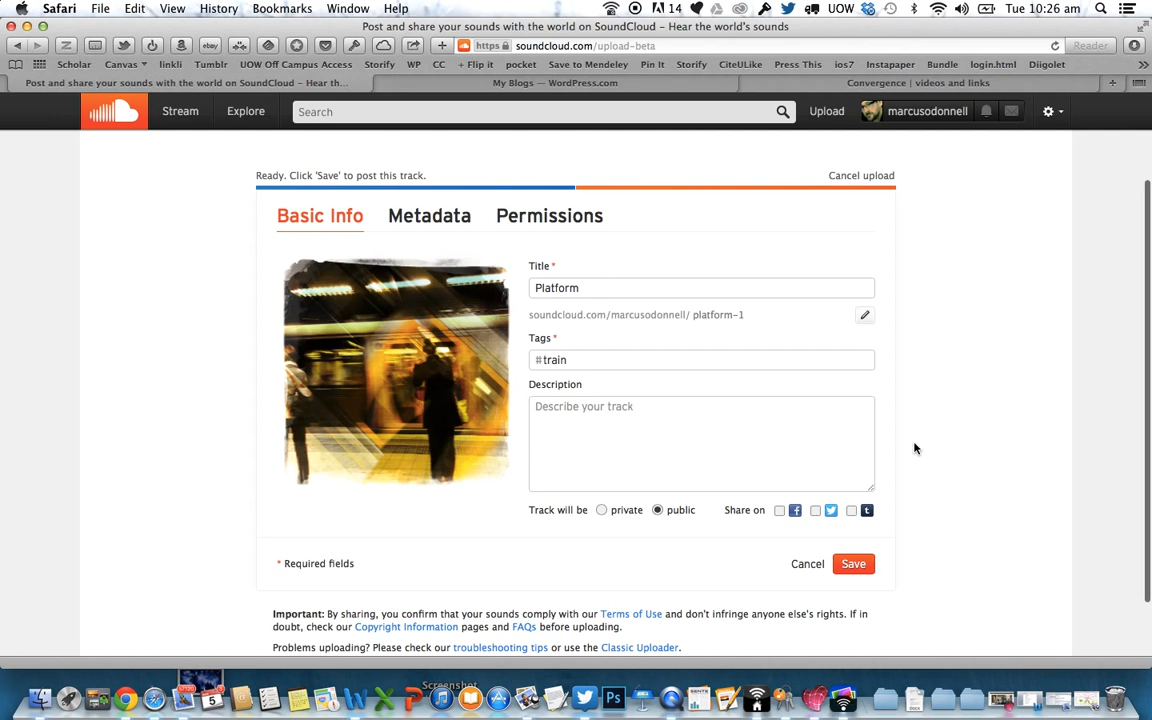 Safari File Edit View History Bookmarks Window Help 14 UOW Tue 10:26 am
Post and share your sounds with the world on SoundCloud – Hear the world's sounds
ebay + https soundcloud.com/upload-beta Reader
Scholar Canvas linkli Tumblr UOW Off Campus Access Storify WP CC + Flip it pocket Save to Mendeley Pin It Storify CiteULike Press This ios7 Instapaper Bundle login.html Diigolet >>
Post and share your sounds with the world on SoundCloud – Hear th... My Blogs — WordPress.com Convergence | videos and links +
Stream Explore Search Upload marcusodonnell
Ready. Click 'Save' to post this track. Cancel upload
Basic Info Metadata Permissions
Title *
Platform
soundcloud.com/marcusodonnell/ platform-1
Tags *
#train
Description
Describe your track
Track will be private public Share on f t
* Required fields Cancel Save
Important: By sharing, you confirm that your sounds comply with our Terms of Use and don't infringe anyone else's rights. If in
doubt, check our Copyright Information pages and FAQs before uploading.
Problems uploading? Please check our troubleshooting tips or use the Classic Uploader.
Screenshot
5 W X P Ps